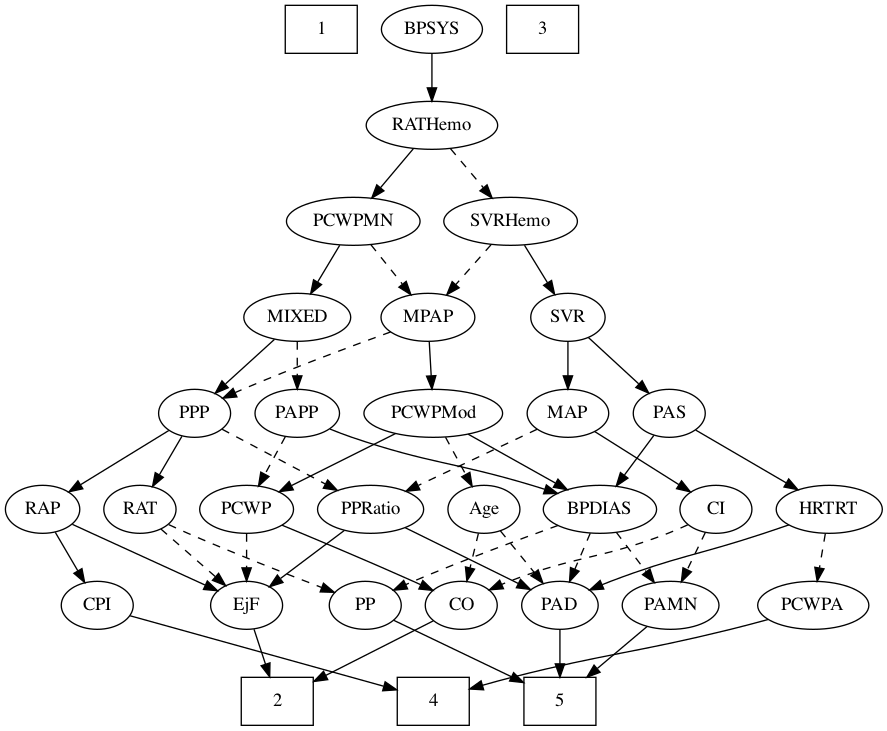 1 BPSYS 3
RATHemo
PCWPMN SVRHemo
MIXED MPAP SVR
PPP PAPP PCWPMod MAP PAS
RAP RAT PCWP PPRatio Age BPDIAS CI HRTRT
CPI EjF PP CO PAD PAMN PCWPA
2 4 5